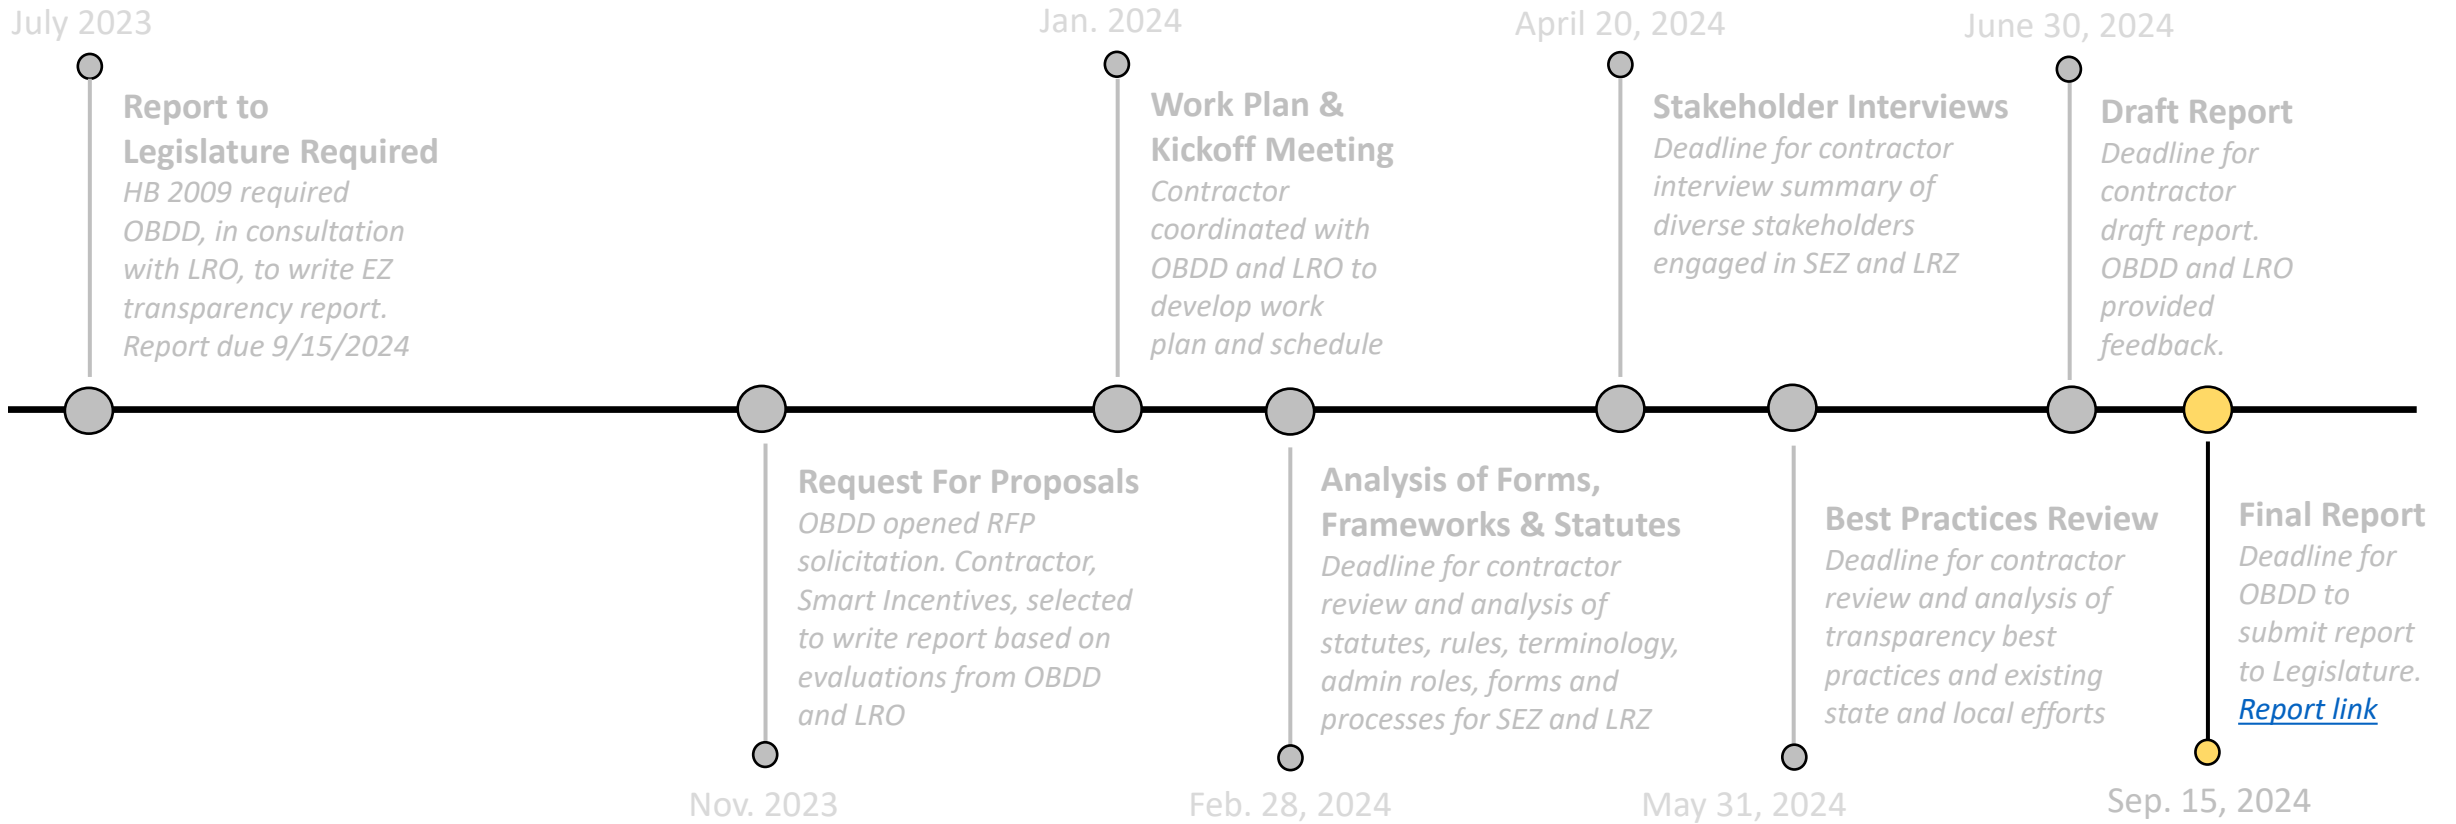 July 2023
Report to
Legislature Required
HB 2009 required
OBDD, in consultation
with LRO, to write EZ
transparency report.
Report due 9/15/2024
Request For Proposals
OBDD opened RFP
solicitation. Contractor,
Smart Incentives, selected
to write report based on
evaluations from OBDD
and LRO
Nov. 2023
Jan. 2024
Work Plan &
Kickoff Meeting
Contractor
coordinated with
OBDD and LRO to
develop work
plan and schedule
Analysis of Forms,
Frameworks & Statutes
Deadline for contractor
review and analysis of
statutes, rules, terminology,
admin roles, forms and
processes for SEZ and LRZ
Feb. 28, 2024
April 20, 2024
Stakeholder Interviews
Deadline for contractor
interview summary of
diverse stakeholders
engaged in SEZ and LRZ
Best Practices Review
Deadline for contractor
review and analysis of
transparency best
practices and existing
state and local efforts
May 31, 2024
June 30, 2024
Draft Report
Deadline for
contractor
draft report.
OBDD and LRO
provided
feedback.
Final Report
Deadline for
OBDD to
submit report
to Legislature.
Report link
Sep. 15, 2024